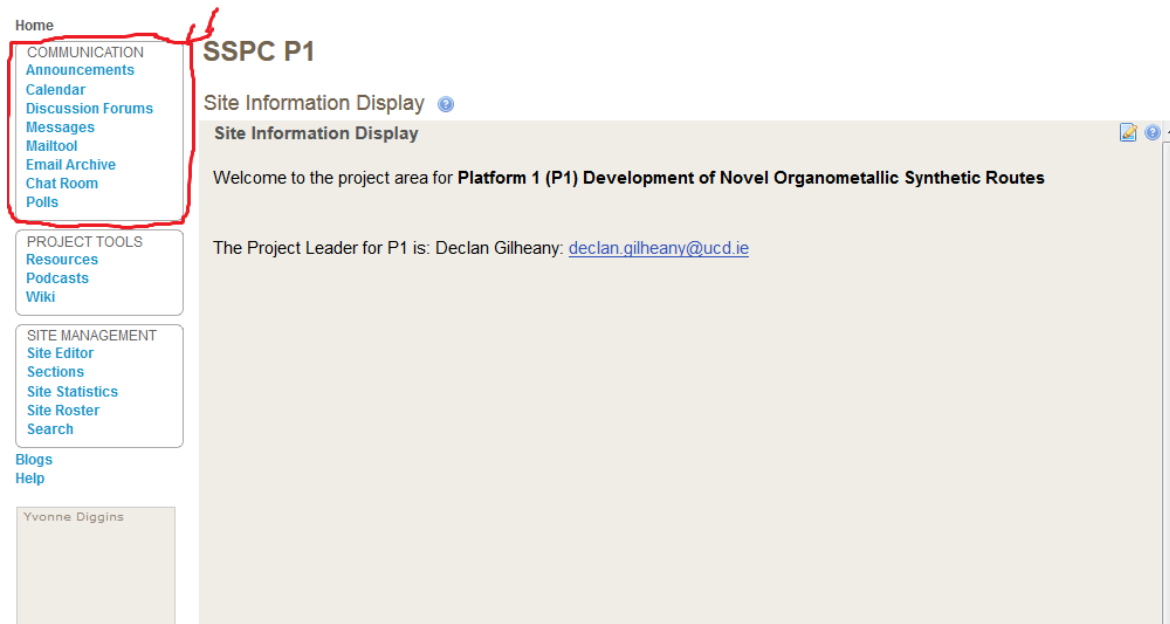 Home
COMMUNICATION
Announcements
Calendar
Discussion Forums
Messages
Mailtool
Email Archive
Chat Room
Polls
PROJECT TOOLS
Resources
Podcasts
Wiki
SITE MANAGEMENT
Site Editor
Sections
Site Statistics
Site Roster
Search
Blogs
Help
Yvonne Diggins
SSPC P1
Site Information Display
Site Information Display
Welcome to the project area for Platform 1 (P1) Development of Novel Organometallic Synthetic Routes
The Project Leader for P1 is: Declan Gilheany: declan.gilheany@ucd.ie